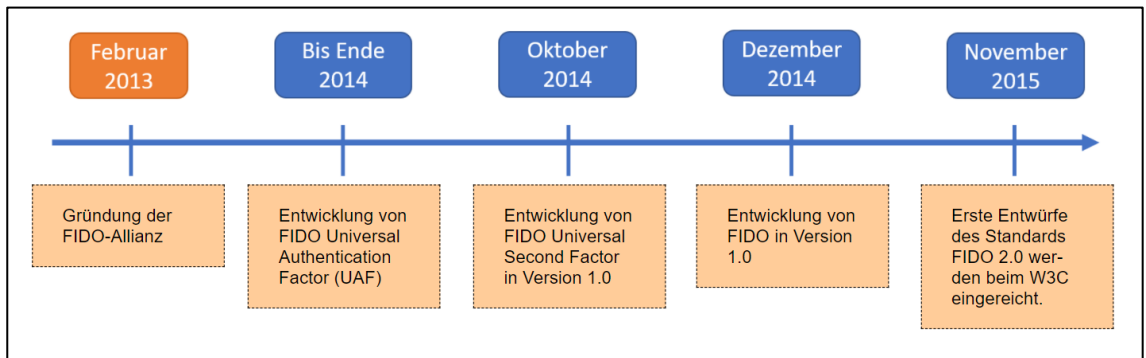 Februar
2013
Bis Ende
2014
Oktober
2014
Dezember
2014
November
2015
Gründung der
FIDO-Allianz
Entwicklung von
FIDO Universal
Authentication
Factor (UAF)
Entwicklung von
FIDO Universal
Second Factor
in Version 1.0
Entwicklung von
FIDO in Version
1.0
Erste Entwürfe
des Standards
FIDO 2.0 wer-
den beim W3C
eingereicht.